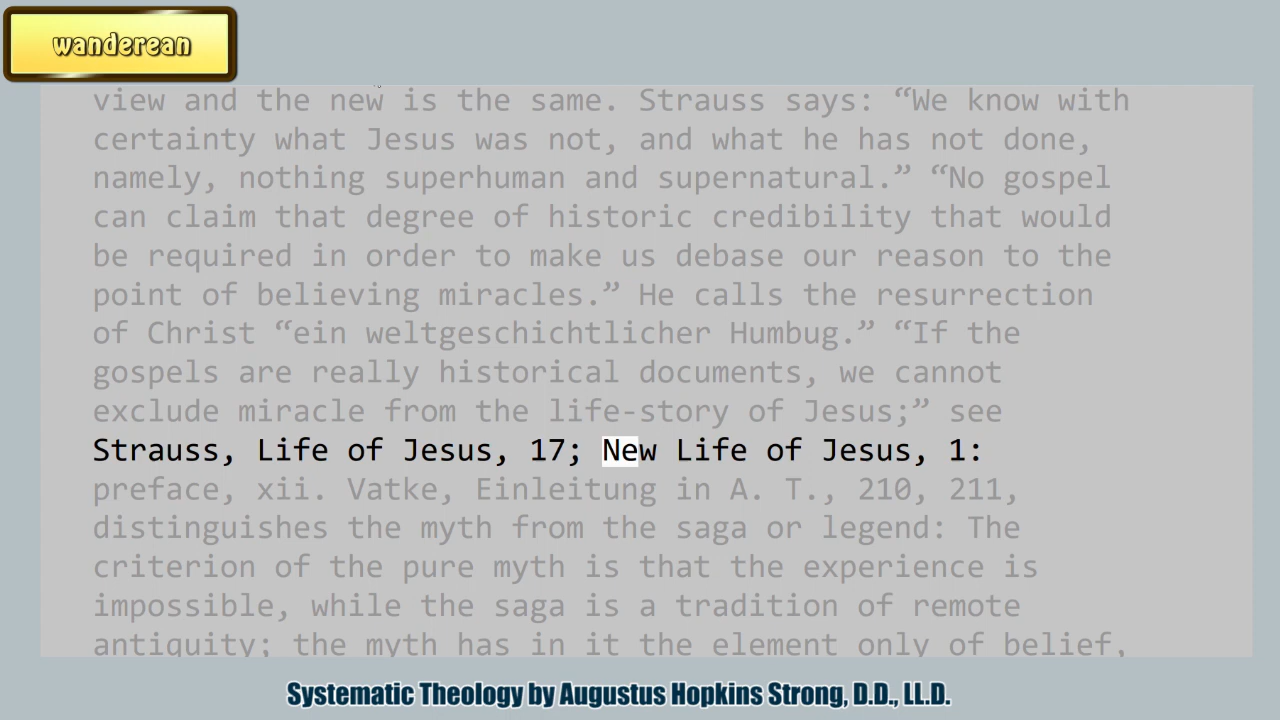 wanderean
view and the new is the same. Strauss says: “We know with
certainty what Jesus was not, and what he has not done,
namely, nothing superhuman and supernatural.” “No gospel
can claim that degree of historic credibility that would
be required in order to make us debase our reason to the
point of believing miracles.” He calls the resurrection
of Christ “ein weltgeschichtlicher Humbug.” “If the
gospels are really historical documents, we cannot
exclude miracle from the life-story of Jesus;” see
Strauss, Life of Jesus, 17; New Life of Jesus, 1:
preface, xii. Vatke, Einleitung in A. T., 210, 211,
distinguishes the myth from the saga or legend: The
criterion of the pure myth is that the experience is
impossible, while the saga is a tradition of remote
antiquity; the myth has in it the element only of belief,
Systematic Theology by Augustus Hopkins Strong, D.D., LL.D.